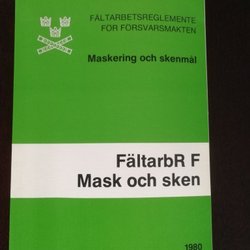 FÄLTARBETSREGLEMENTE
FÖR FÖRSVARSMAKTEN
Maskering och skenmål
FältarbR F
Mask och sken
1980